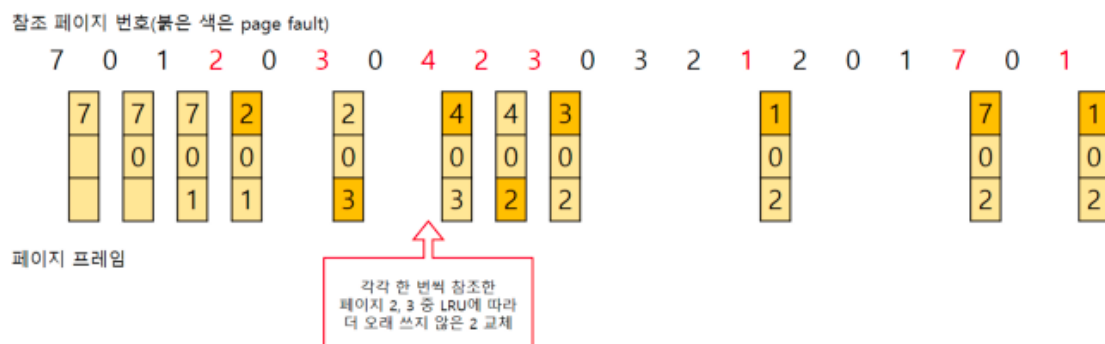 참조 페이지 번호(붉은 색은 page fault)
7 0 1 2 0 3 0 4 2 3 0 3 2 1 2 0 1 7 0 1
7 7 7 2 2 4 4 3 1 7 1
0 0 0 0 0 0 0 0 0 0
1 1 3 3 2 2 2 2 2
페이지 프레임
각각 한 번씩 참조한
페이지 2, 3 중 LRU에 따라
더 오래 쓰지 않은 2 교체